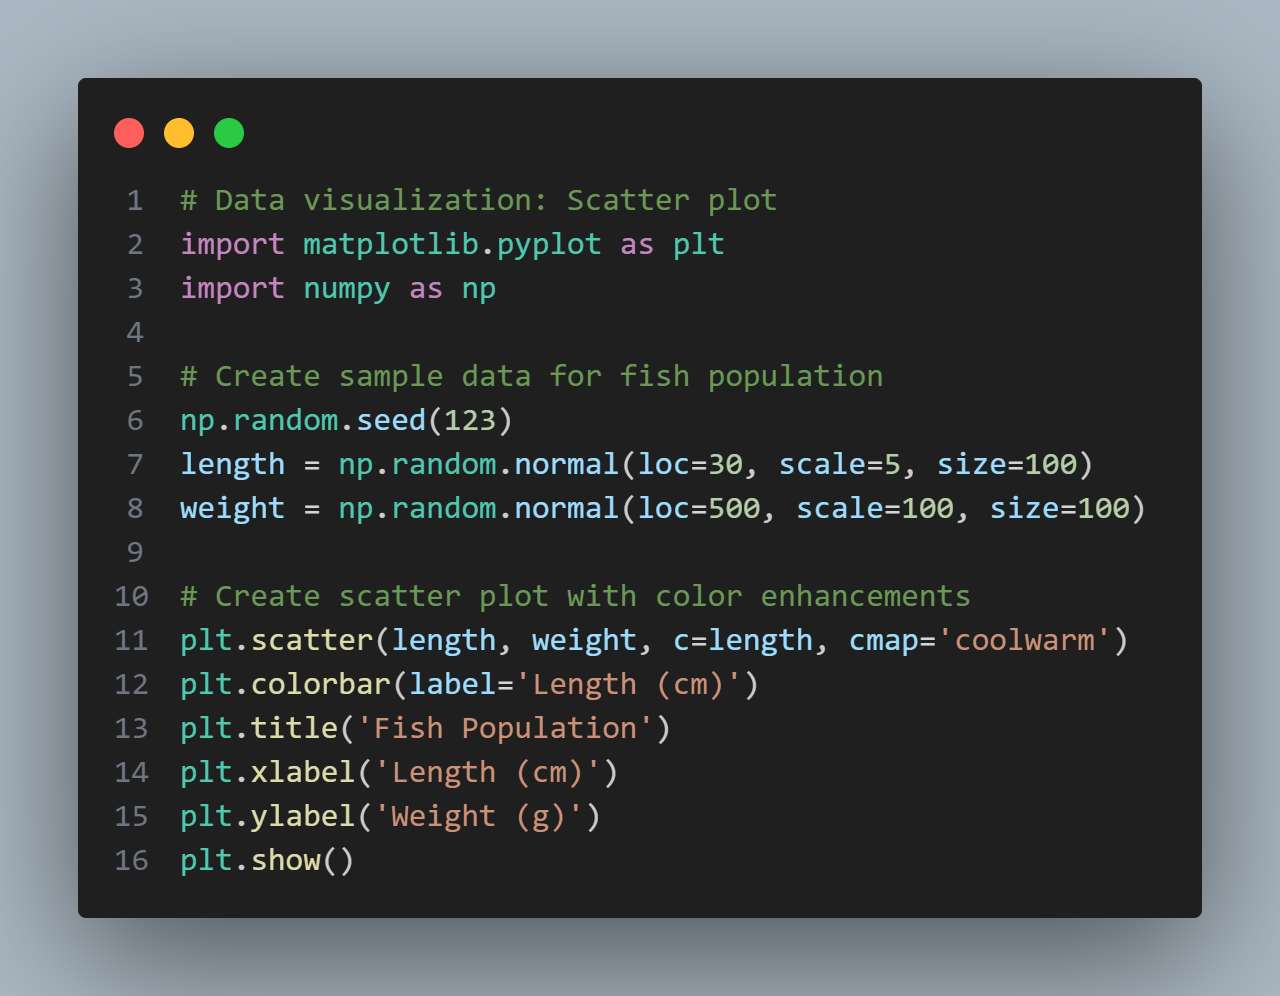 1 # Data visualization: Scatter plot
2 import matplotlib.pyplot as plt
3 import numpy as np
4
5 # Create sample data for fish population
6 np.random.seed(123)
7 length = np.random.normal(loc=30, scale=5, size=100)
8 weight = np.random.normal(loc=500, scale=100, size=100)
9
10 # Create scatter plot with color enhancements
11 plt.scatter(length, weight, c=length, cmap='coolwarm')
12 plt.colorbar(label='Length (cm)')
13 plt.title('Fish Population')
14 plt.xlabel('Length (cm)')
15 plt.ylabel('Weight (g)')
16 plt.show()